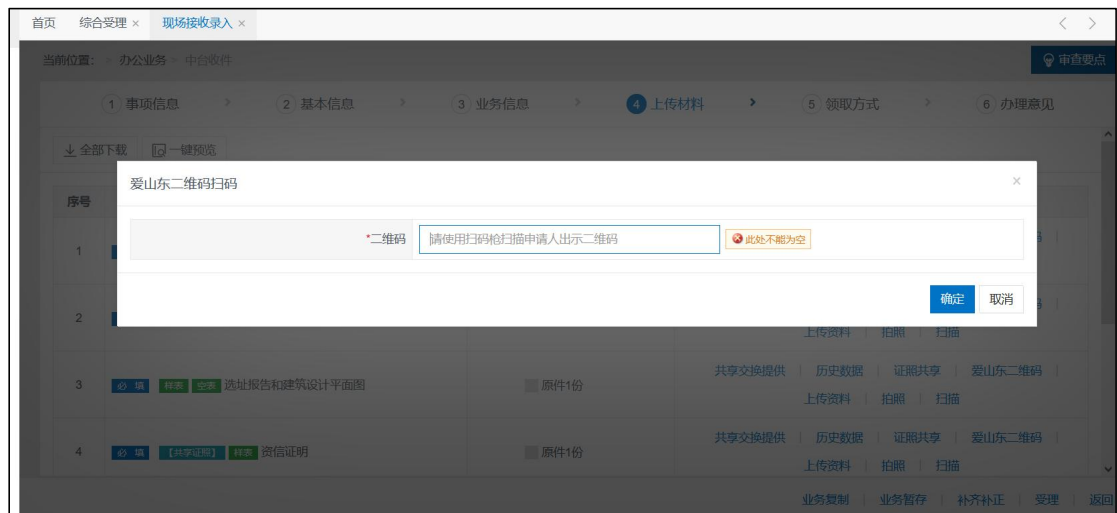 首页 综合受理 × 现场接收录入 ×
当前位置： > 办公业务 > 中台收件 审查要点
1 事项信息 > 2 基本信息 > 3 业务信息 > 4 上传材料 > 5 领取方式 > 6 办理意见
全部下载 一键预览
爱山东二维码扫码 ×
序号
*二维码 请使用扫码枪扫描申请人出示二维码 此处不能为空
1
确定 取消
2
上传资料 | 拍照 | 扫描
共享交换提供 | 历史数据 | 证照共享 | 爱山东二维码 |
3 必 填 样表 空表 选址报告和建筑设计平面图 原件1份
上传资料 | 拍照 | 扫描
共享交换提供 | 历史数据 | 证照共享 | 爱山东二维码 |
4 必 填 【共享证照】 样表 资信证明 原件1份
上传资料 | 拍照 | 扫描
业务复制 | 业务暂存 | 补齐补正 | 受理 | 返回